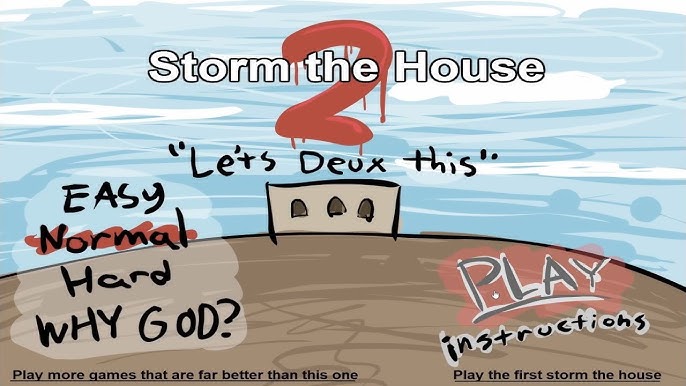 Storm the House
2
"Let's Deux this"
EASY
Normal
Hard
WHY GOD?
PLAY
instructions
Play more games that are far better than this one
Play the first storm the house